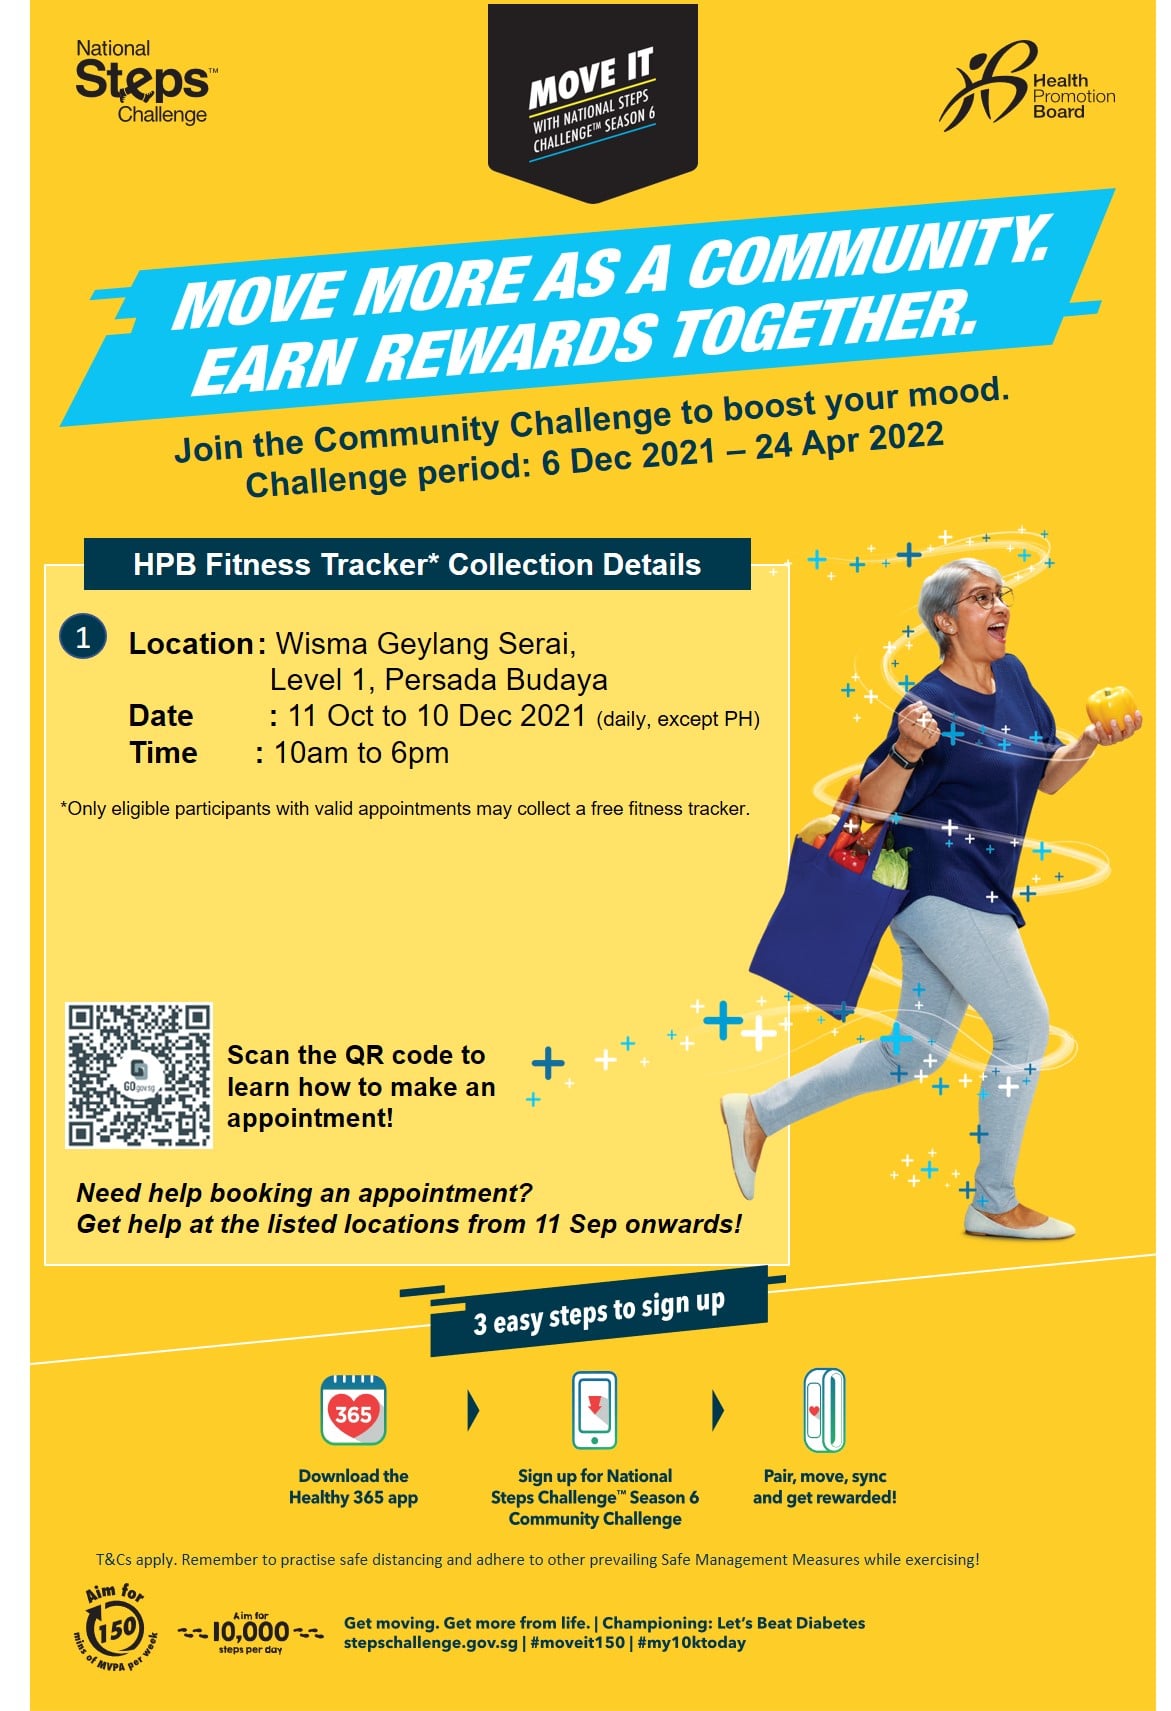 National
Steps™
Challenge
MOVE IT
WITH NATIONAL STEPS
CHALLENGE™ SEASON 6
Health
Promotion
Board
MOVE MORE AS A COMMUNITY.
EARN REWARDS TOGETHER.
Join the Community Challenge to boost your mood.
Challenge period: 6 Dec 2021 – 24 Apr 2022
HPB Fitness Tracker* Collection Details
1
Location: Wisma Geylang Serai,
Level 1, Persada Budaya
Date : 11 Oct to 10 Dec 2021 (daily, except PH)
Time : 10am to 6pm
*Only eligible participants with valid appointments may collect a free fitness tracker.
GO gov.sg
Scan the QR code to
learn how to make an
appointment!
Need help booking an appointment?
Get help at the listed locations from 11 Sep onwards!
3 easy steps to sign up
365
Download the
Healthy 365 app
Sign up for National
Steps Challenge™ Season 6
Community Challenge
Pair, move, sync
and get rewarded!
T&Cs apply. Remember to practise safe distancing and adhere to other prevailing Safe Management Measures while exercising!
Aim for
150
mins of MVPA per week
Aim for
10,000
steps per day
Get moving. Get more from life. | Championing: Let's Beat Diabetes
stepschallenge.gov.sg | #moveit150 | #my10ktoday